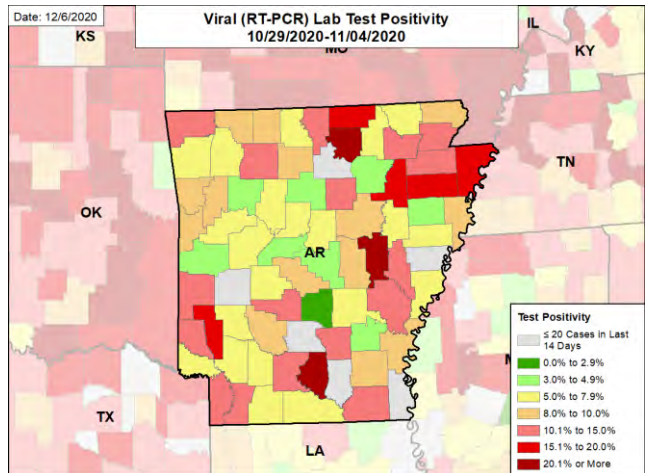 Date: 12/6/2020
Viral (RT-PCR) Lab Test Positivity
10/29/2020-11/04/2020
KS
MO
IL
KY
TN
OK
AR
TX
LA
Test Positivity
≤ 20 Cases in Last
14 Days
0.0% to 2.9%
3.0% to 4.9%
5.0% to 7.9%
8.0% to 10.0%
10.1% to 15.0%
15.1% to 20.0%
20.1% or More